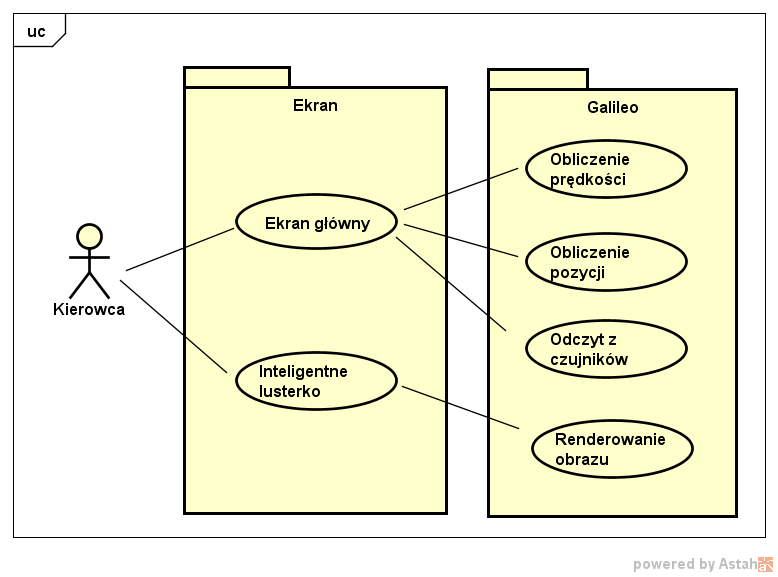 uc
Ekran
Galileo
Obliczenie
prędkości
Ekran główny
Obliczenie
pozycji
Kierowca
Odczyt z
czujników
Inteligentne
lusterko
Renderowanie
obrazu
powered by Astah